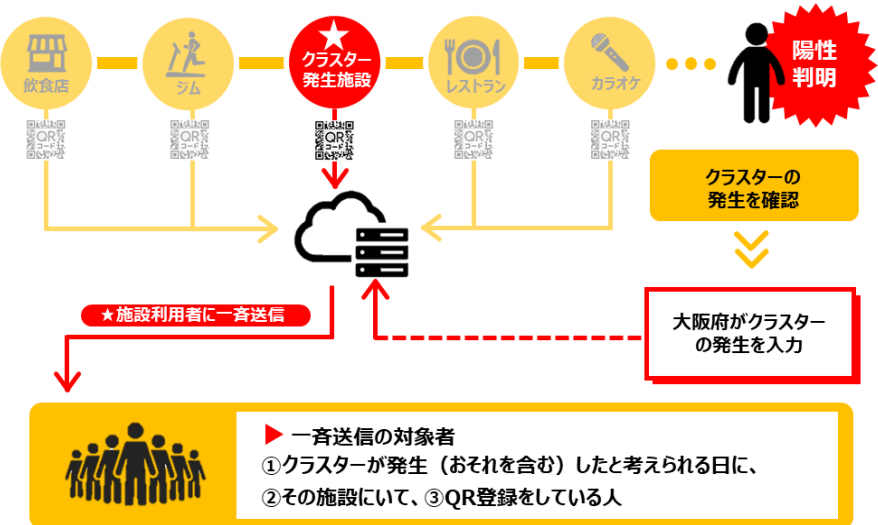 飲食店
ジム
クラスター
発生施設
レストラン
カラオケ
陽性
判明
QR
コード
QR
コード
QR
コード
QR
コード
QR
コード
クラスターの
発生を確認
★施設利用者に一斉送信
大阪府がクラスター
の発生を入力
▶ 一斉送信の対象者
①クラスターが発生（おそれを含む）したと考えられる日に、
②その施設にいて、③QR登録をしている人